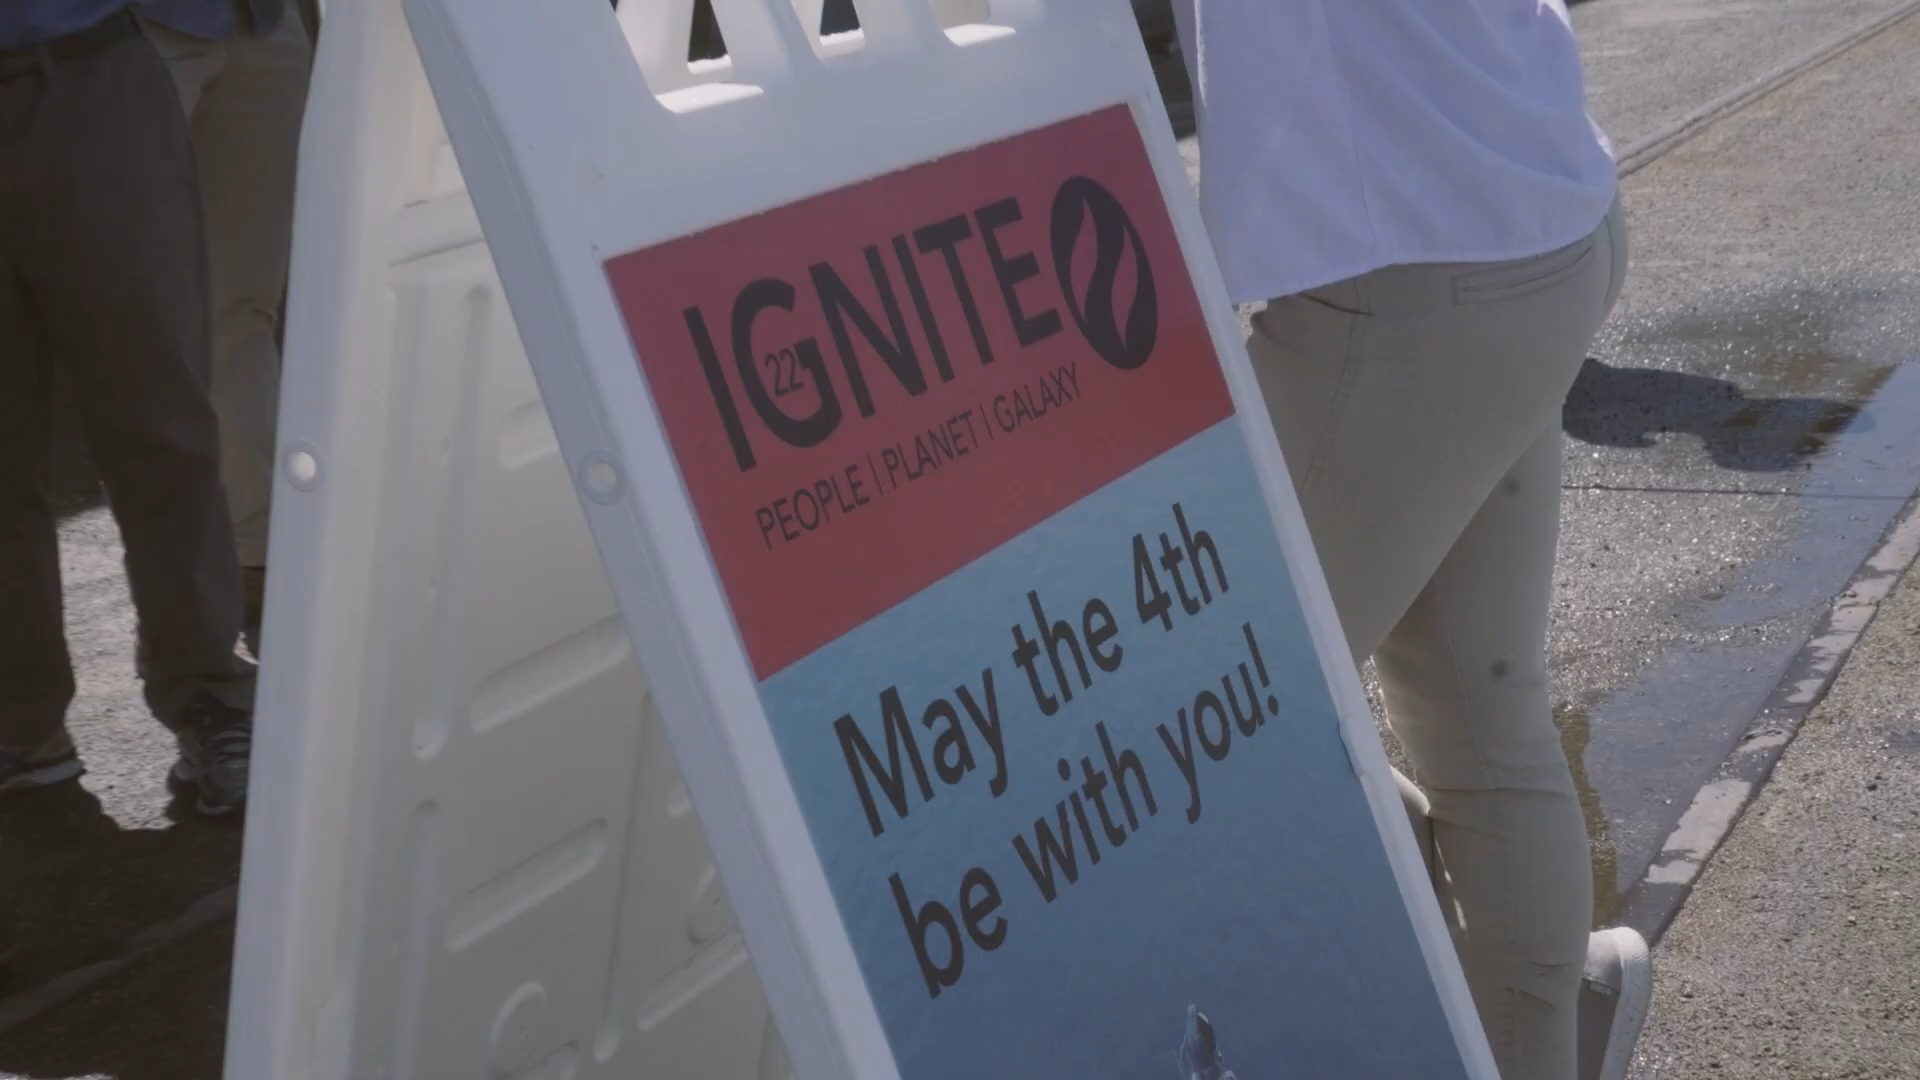 IGNITE
22
PEOPLE | PLANET | GALAXY
May the 4th
be with you!